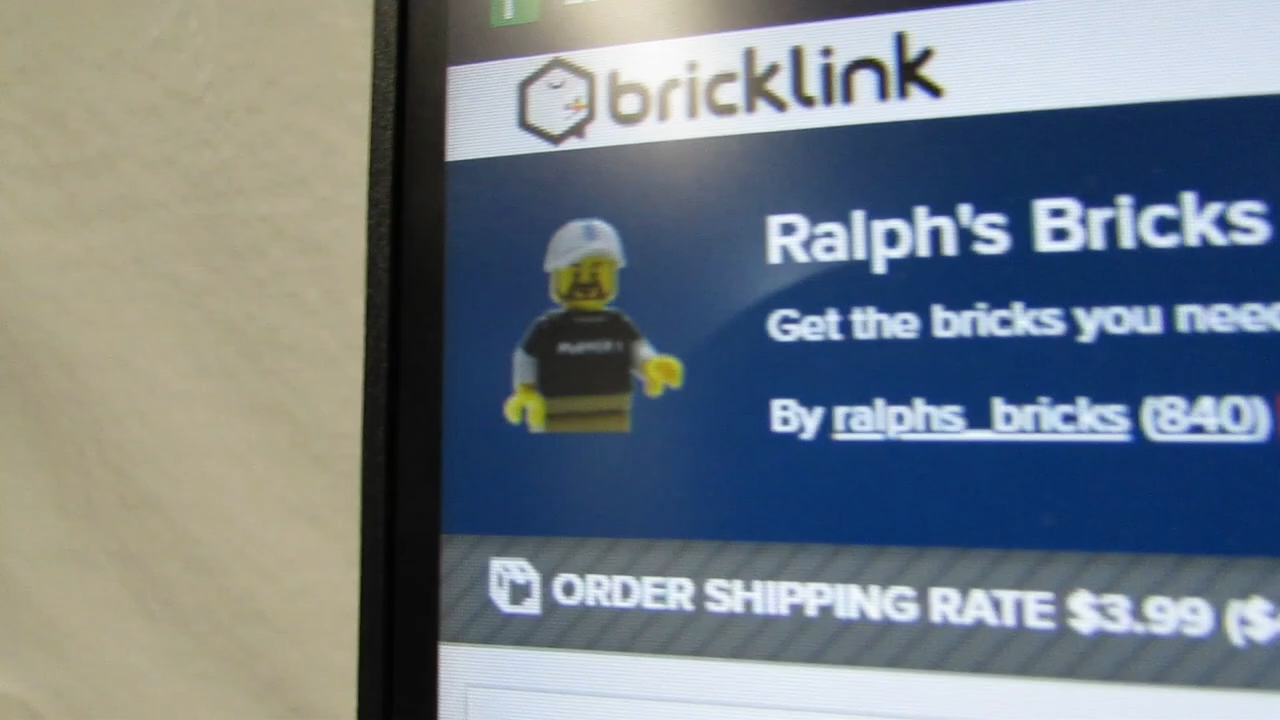 bricklink
Ralph's Bricks
Get the bricks you need
By ralphs_bricks (840)
ORDER SHIPPING RATE $3.99 ($